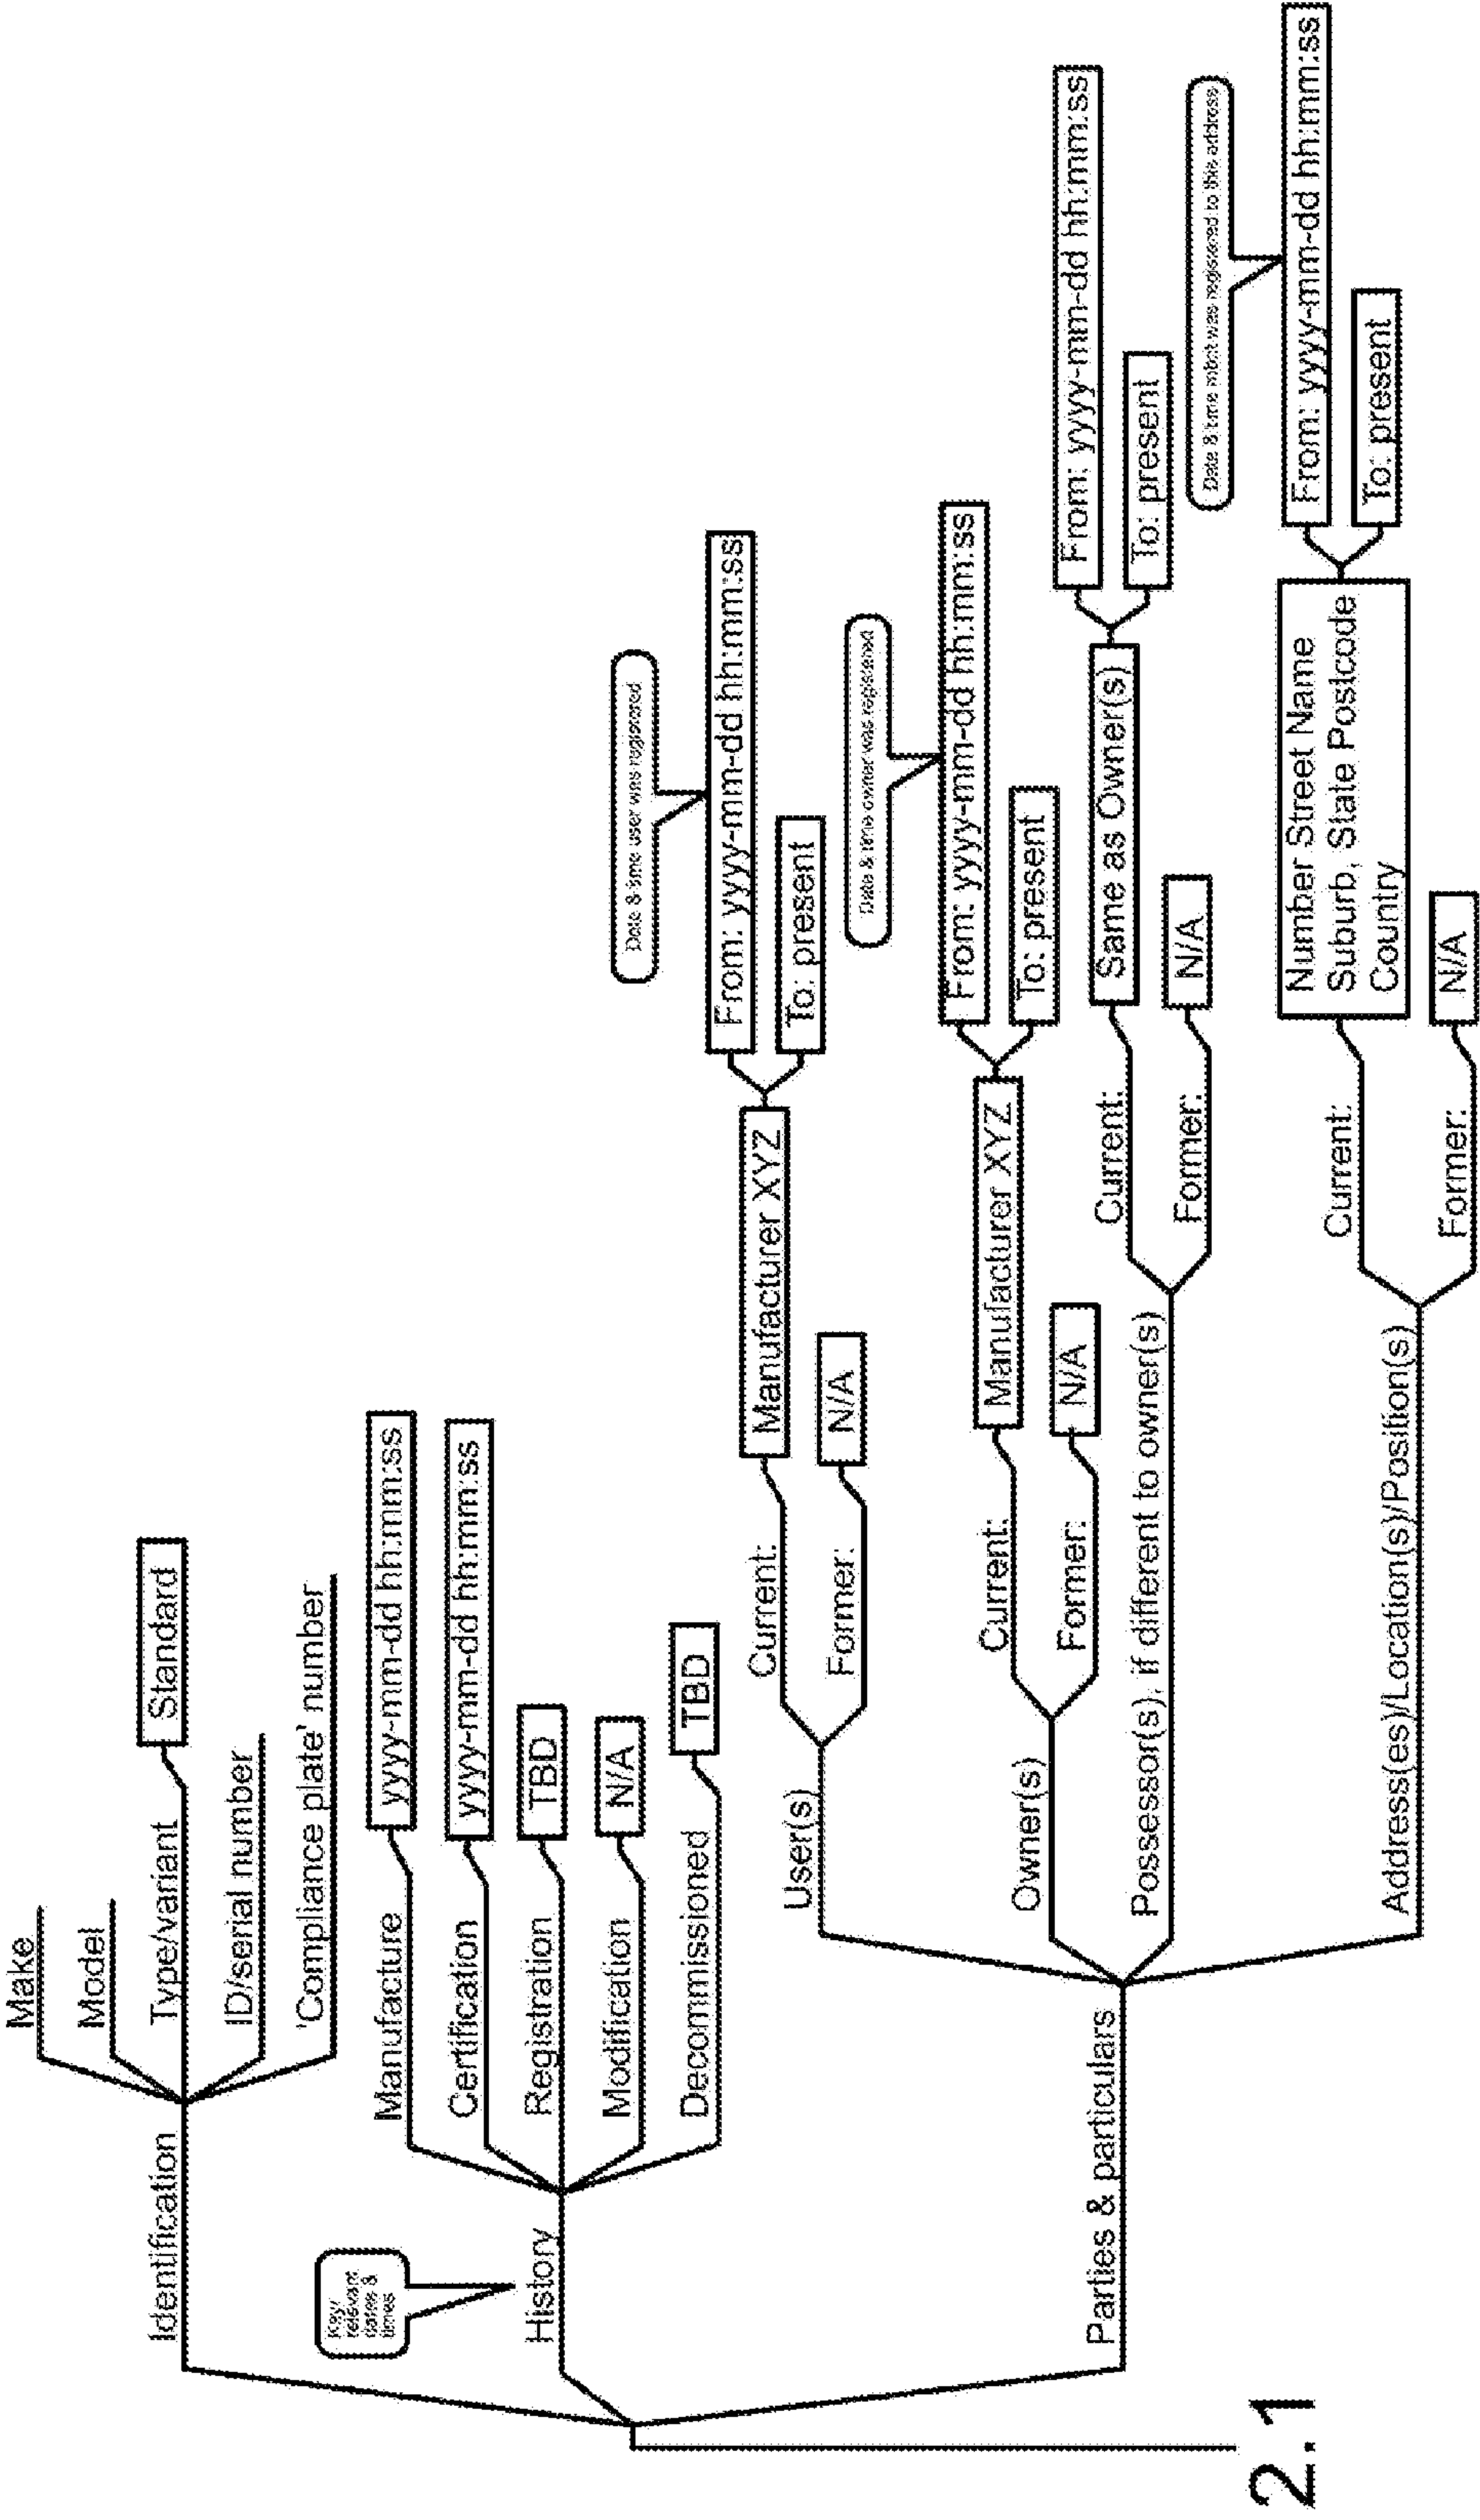 2.1
Identification
Make
Model
Type/variant
Standard
ID/serial number
'Compliance plate' number
Key/
relevant
dates &
times
History
Manufacture
yyyy-mm-dd hh:mm:ss
Certification
yyyy-mm-dd hh:mm:ss
Registration
TBD
Modification
N/A
Decommissioned
TBD
Parties & particulars
User(s)
Current:
Manufacturer XYZ
Date & time user was registered
From: yyyy-mm-dd hh:mm:ss
To: present
Former:
N/A
Owner(s)
Current:
Manufacturer XYZ
Date & time owner was registered
From: yyyy-mm-dd hh:mm:ss
To: present
Former:
N/A
Possessor(s), if different to owner(s)
Current:
Same as Owner(s)
From: yyyy-mm-dd hh:mm:ss
To: present
Former:
N/A
Address(es)/Location(s)/Position(s)
Current:
Number Street Name
Suburb, State Postcode
Country
Date & time robot was registered to this address
From: yyyy-mm-dd hh:mm:ss
To: present
Former:
N/A